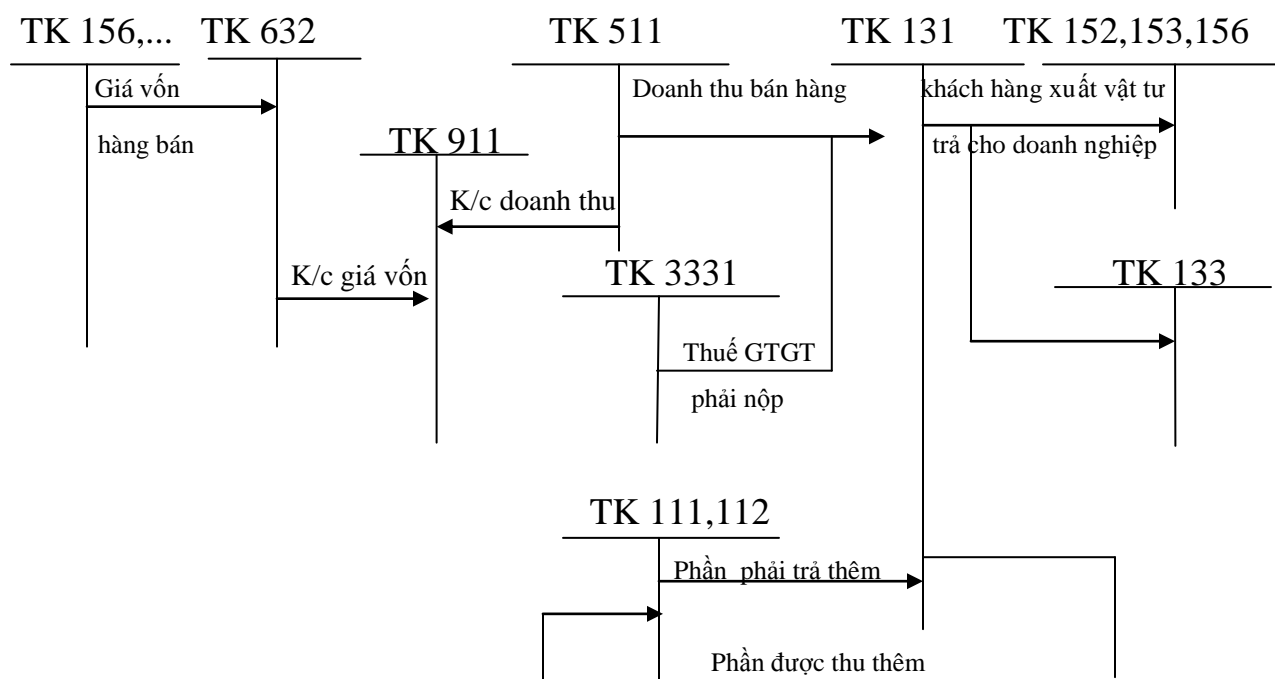 TK 156,... TK 632 TK 511 TK 131 TK 152,153,156
Giá vốn
hàng bán
Doanh thu bán hàng
khách hàng xuất vật tư
trả cho doanh nghiệp
TK 911
K/c doanh thu
K/c giá vốn
TK 3331
TK 133
Thuế GTGT
phải nộp
TK 111,112
Phần phải trả thêm
Phần được thu thêm